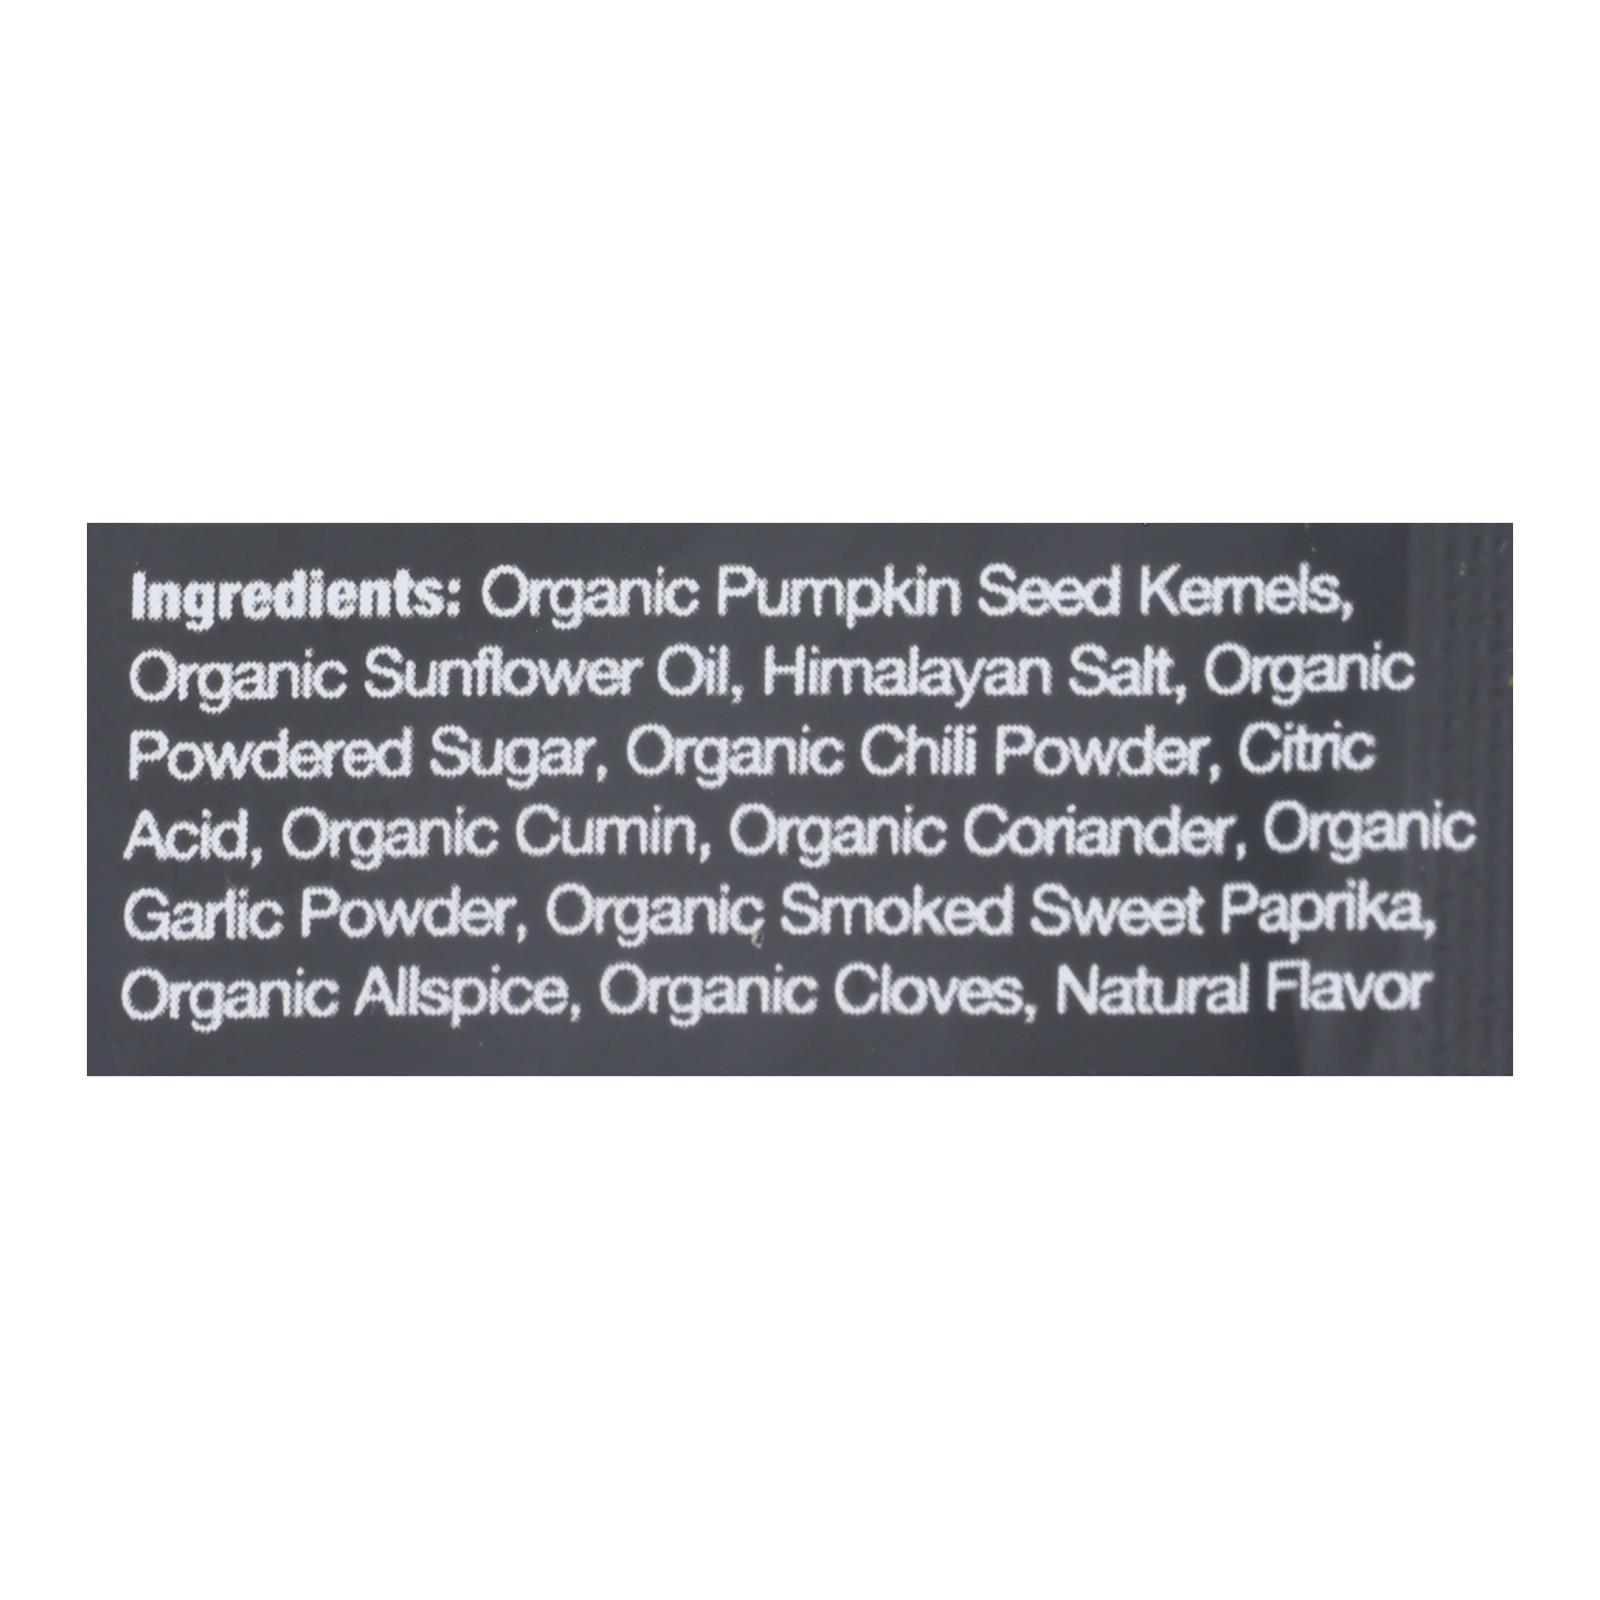 Ingredients: Organic Pumpkin Seed Kernels,
Organic Sunflower Oil, Himalayan Salt, Organic
Powdered Sugar, Organic Chili Powder, Citric
Acid, Organic Cumin, Organic Coriander, Organic
Garlic Powder, Organic Smoked Sweet Paprika,
Organic Allspice, Organic Cloves, Natural Flavor